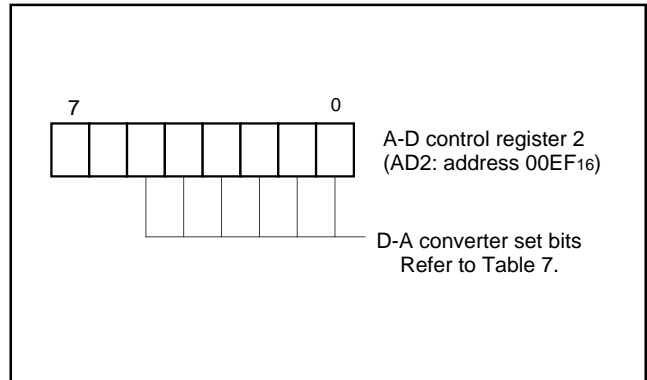 7 0
A-D control register 2
(AD2: address 00EF16)
D-A converter set bits
Refer to Table 7.